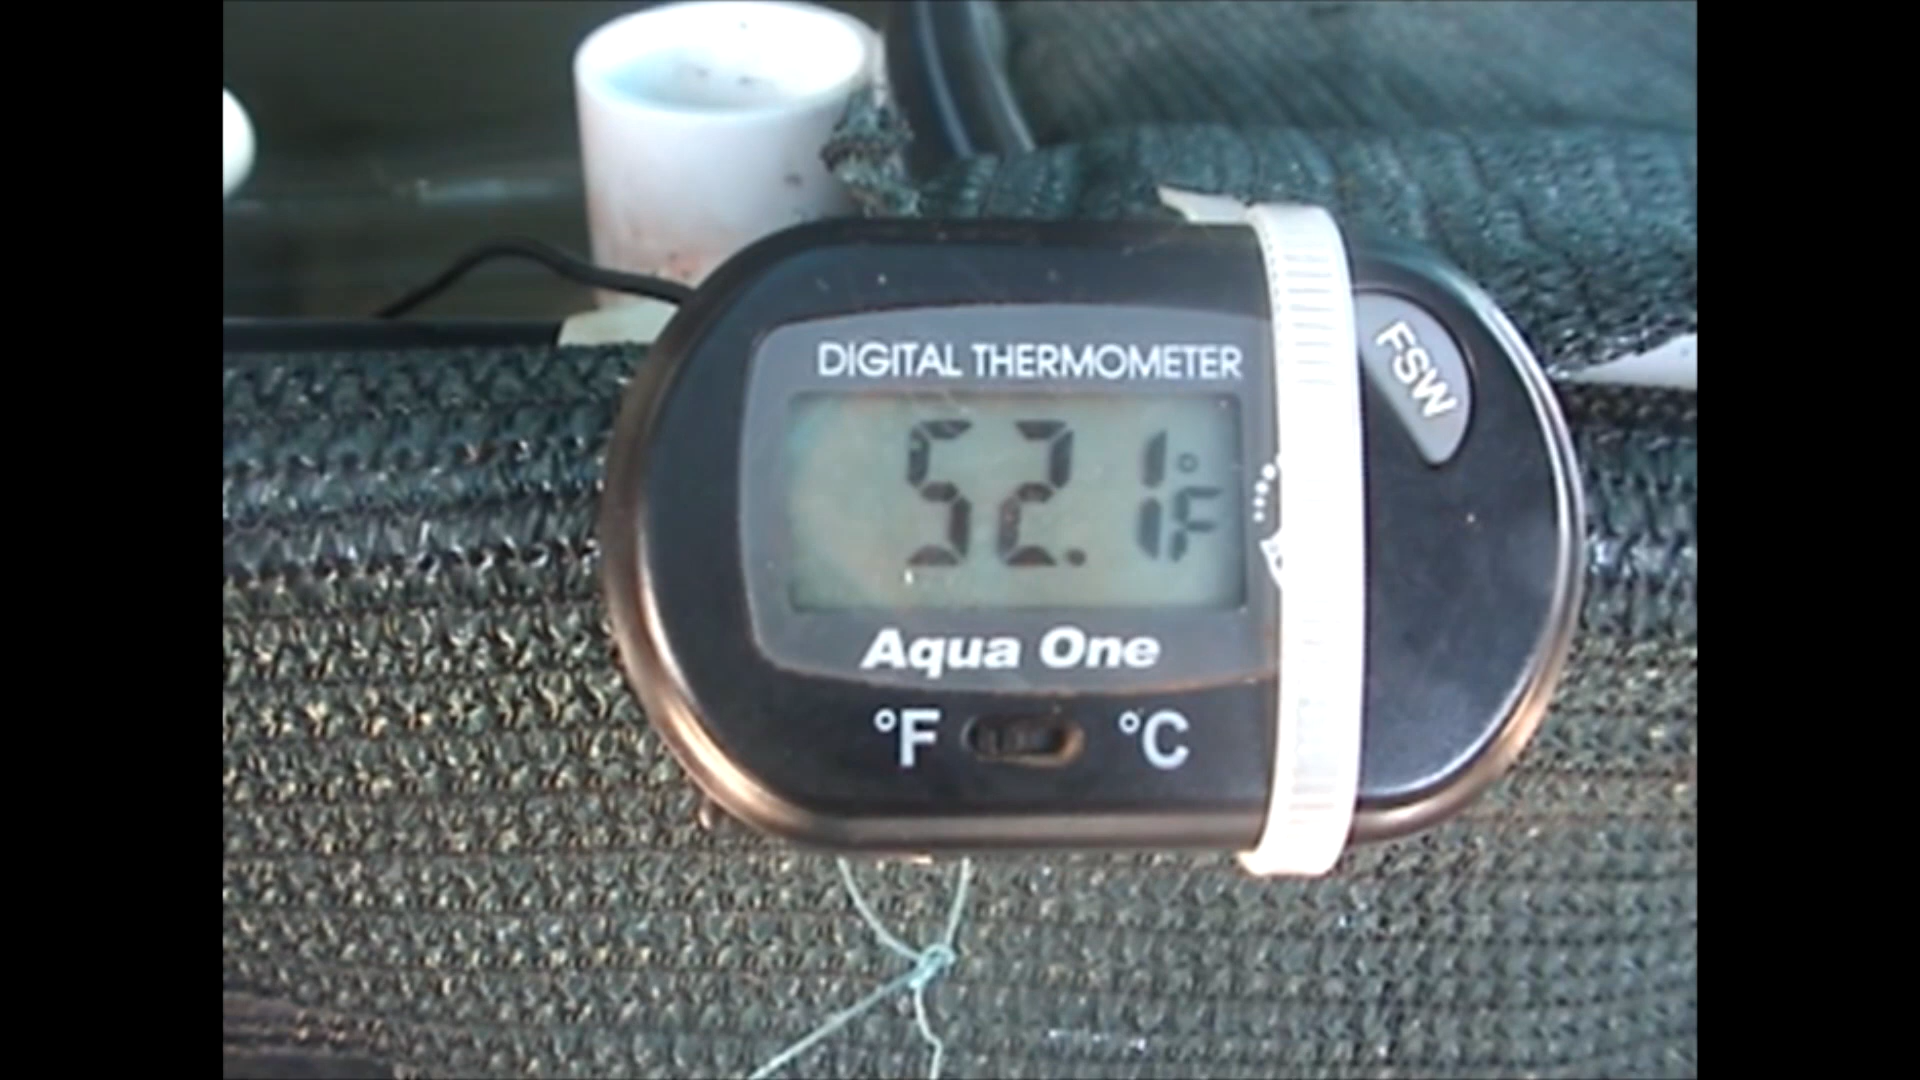 DIGITAL THERMOMETER
FSW
52.1°F
Aqua One
°F °C